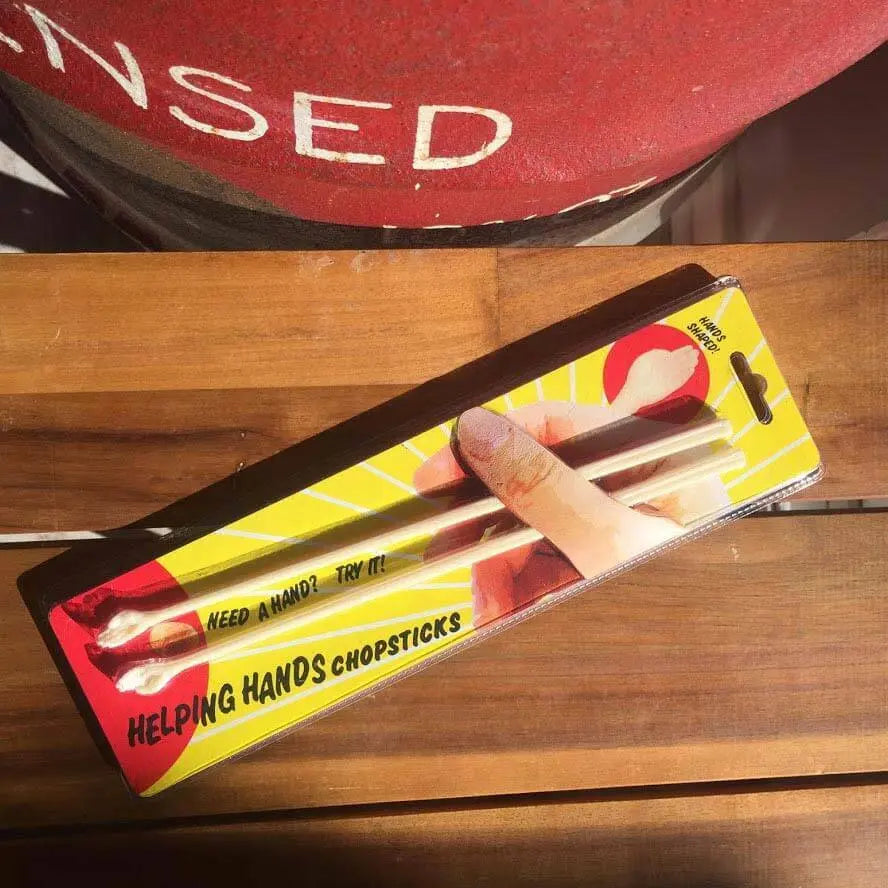 NSED
HANDS
SHAPED!
NEED A HAND? TRY IT!
HELPING HANDS CHOPSTICKS